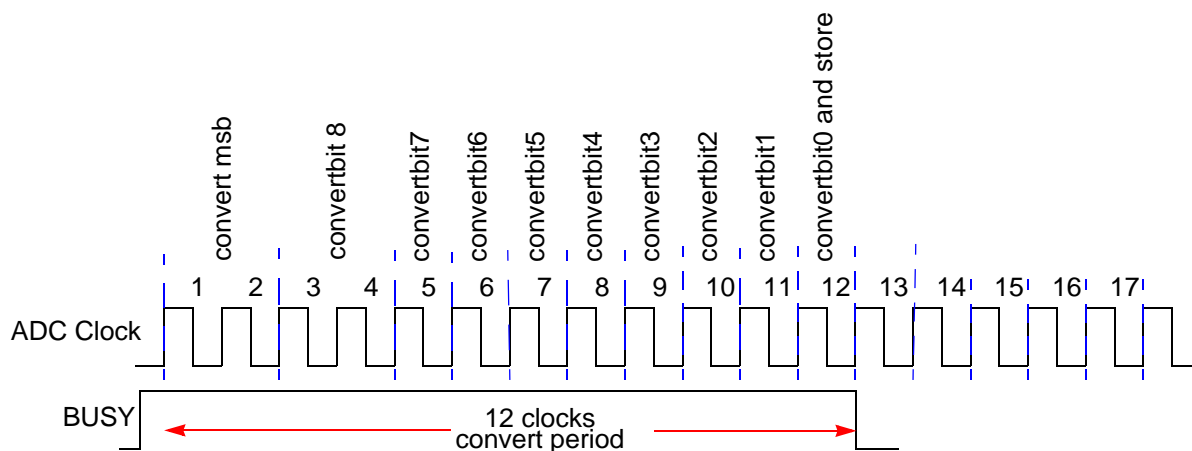 convert msb
convertbit 8
convertbit7
convertbit6
convertbit5
convertbit4
convertbit3
convertbit2
convertbit1
convertbit0 and store
1 2 3 4 5 6 7 8 9 10 11 12 13 14 15 16 17
ADC Clock
BUSY
12 clocks
convert period